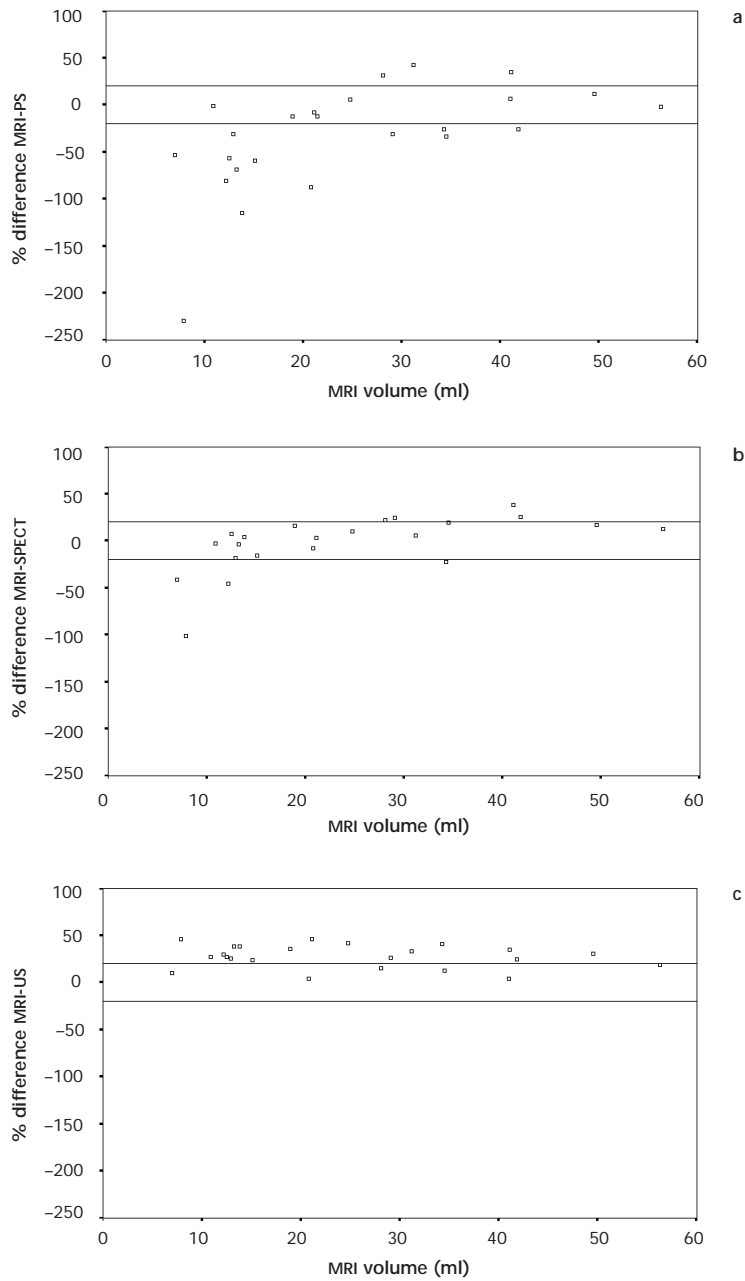 a
100
50
0
–50
–100
–150
–200
–250
% difference MRI-PS
0 10 20 30 40 50 60
MRI volume (ml)
b
100
50
0
–50
–100
–150
–200
–250
% difference MRI-SPECT
0 10 20 30 40 50 60
MRI volume (ml)
c
100
50
0
–50
–100
–150
–200
–250
% difference MRI-US
0 10 20 30 40 50 60
MRI volume (ml)